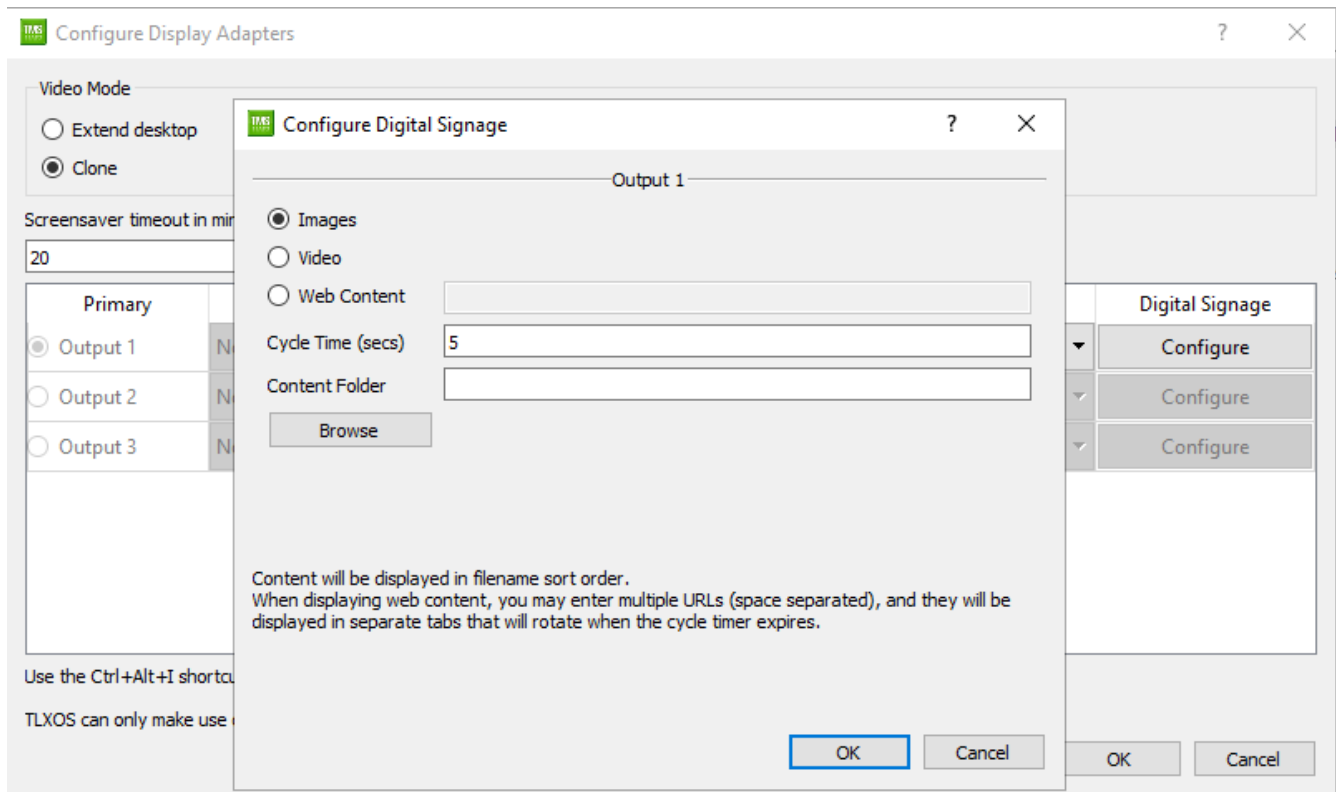 Configure Display Adapters
Video Mode
Extend desktop
Clone
Screensaver timeout in
20
Primary
Digital Signage
Output 1
Configure
Output 2
Configure
Output 3
Configure
Use the Ctrl+Alt+I
TLXOS can only make use
OK
Cancel
Configure Digital Signage
Output 1
Images
Video
Web Content
Cycle Time (secs)
5
Content Folder
Browse
Content will be displayed in filename sort order.
When displaying web content, you may enter multiple URLs (space separated), and they will be
displayed in separate tabs that will rotate when the cycle timer expires.
OK
Cancel